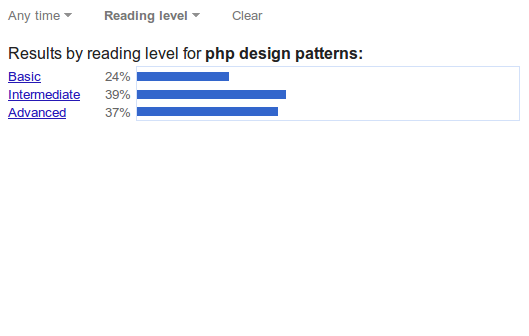 Any time Reading level Clear
Results by reading level for php design patterns:
Basic 24%
Intermediate 39%
Advanced 37%